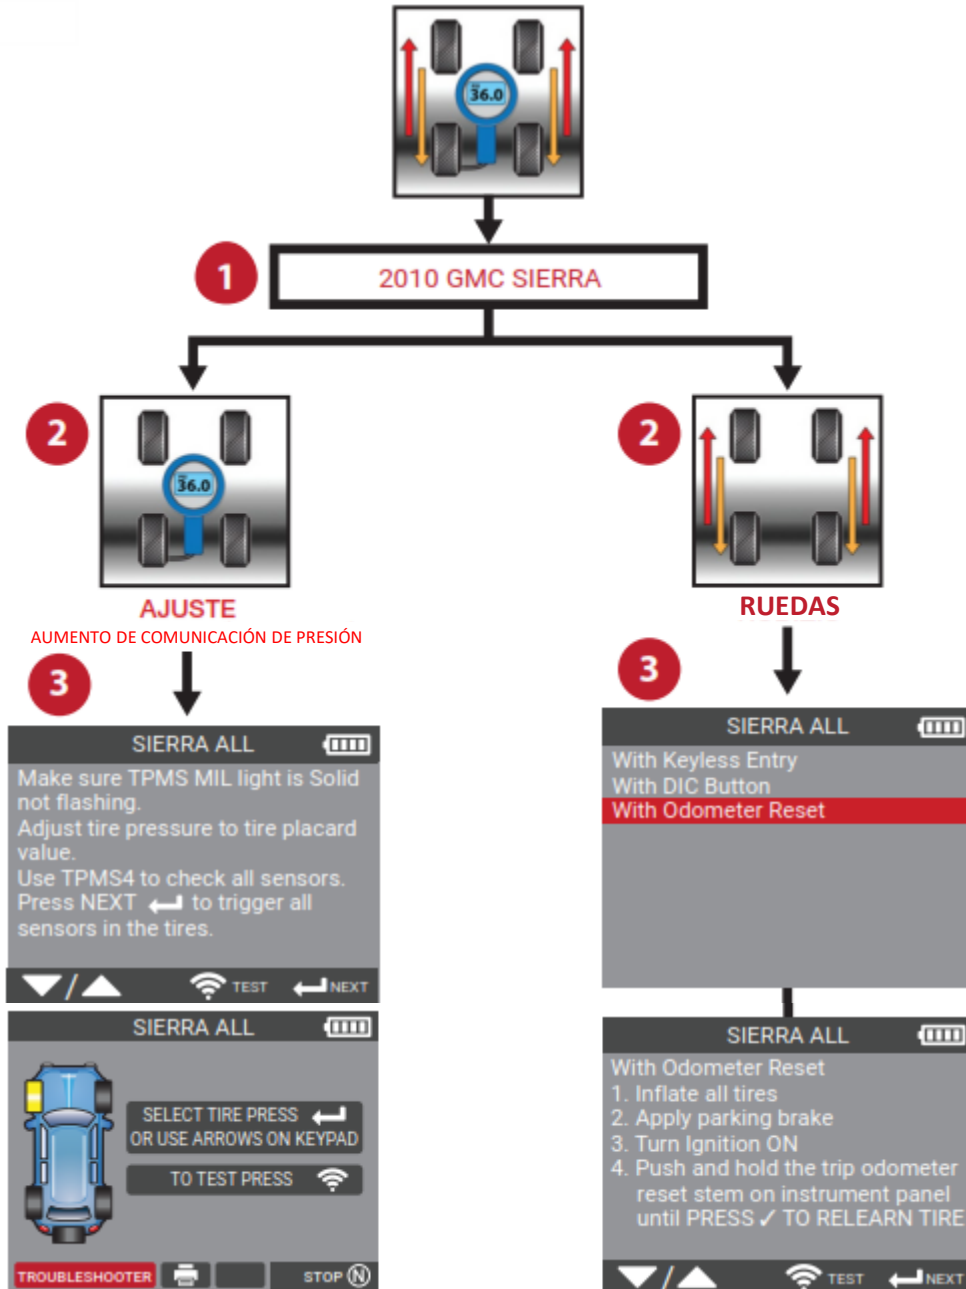 36.0
1
2010 GMC SIERRA
2
36.0
AJUSTE
AUMENTO DE COMUNICACIÓN DE PRESIÓN
3
SIERRA ALL
Make sure TPMS MIL light is Solid
not flashing.
Adjust tire pressure to tire placard
value.
Use TPMS4 to check all sensors.
Press NEXT to trigger all
sensors in the tires.
/ TEST NEXT
SIERRA ALL
SELECT TIRE PRESS
OR USE ARROWS ON KEYPAD
TO TEST PRESS
TROUBLESHOOTER STOP N
2
RUEDAS
3
SIERRA ALL
With Keyless Entry
With DIC Button
With Odometer Reset
SIERRA ALL
With Odometer Reset
1. Inflate all tires
2. Apply parking brake
3. Turn Ignition ON
4. Push and hold the trip odometer
reset stem on instrument panel
until PRESS ✓ TO RELEARN TIRE
/ TEST NEXT